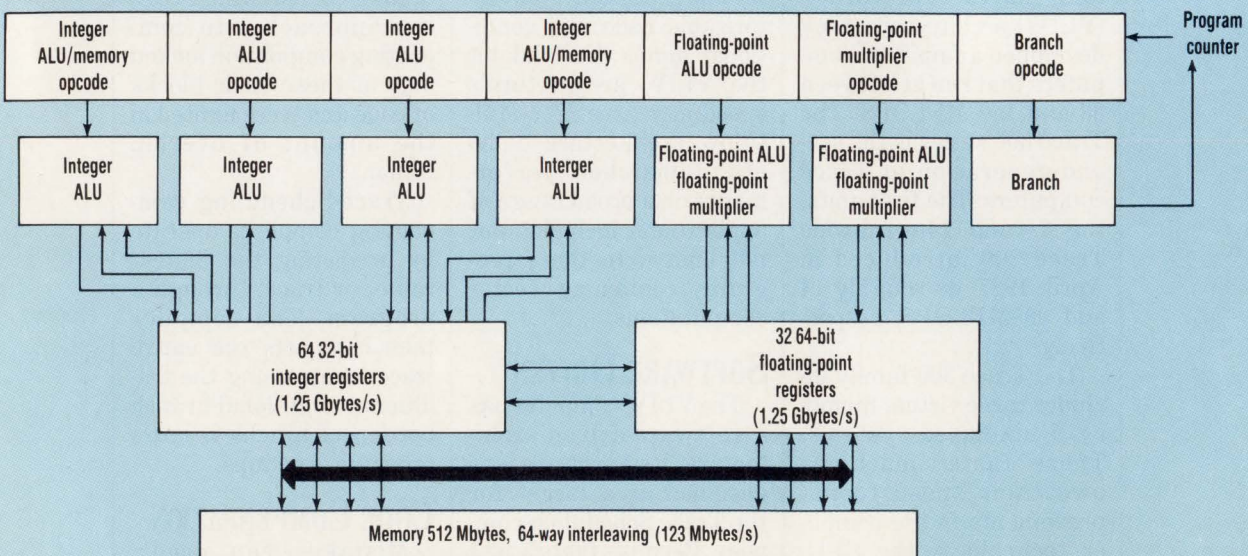 Integer
ALU/memory
opcode
Integer
ALU
opcode
Integer
ALU
opcode
Integer
ALU/memory
opcode
Floating-point
ALU opcode
Floating-point
multiplier
opcode
Branch
opcode
Program
counter
Integer
ALU
Integer
ALU
Integer
ALU
Interger
ALU
Floating-point ALU
floating-point
multiplier
Floating-point ALU
floating-point
multiplier
Branch
64 32-bit
integer registers
(1.25 Gbytes/s)
32 64-bit
floating-point
registers
(1.25 Gbytes/s)
Memory 512 Mbytes, 64-way interleaving (123 Mbytes/s)